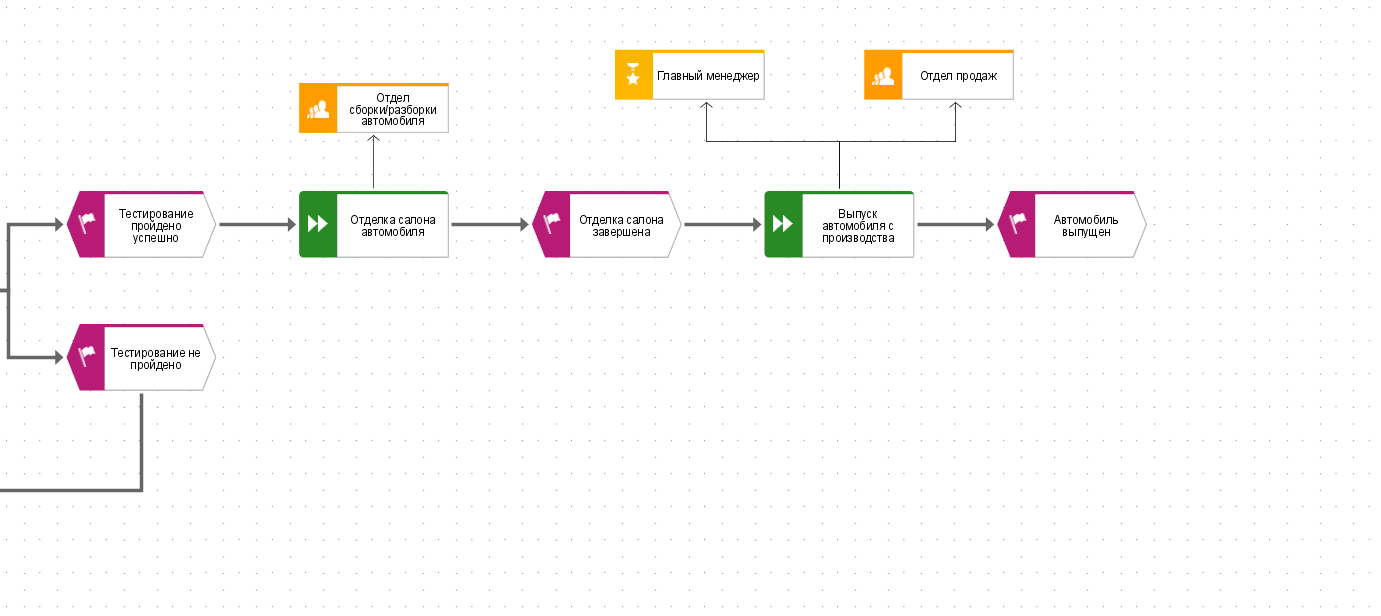 Главный менеджер
Отдел продаж
Отдел
сборки/разборки
автомобиля
Тестирование
пройдено
успешно
Отделка салона
автомобиля
Отделка салона
завершена
Выпуск
автомобиля с
производства
Автомобиль
выпущен
Тестирование не
пройдено